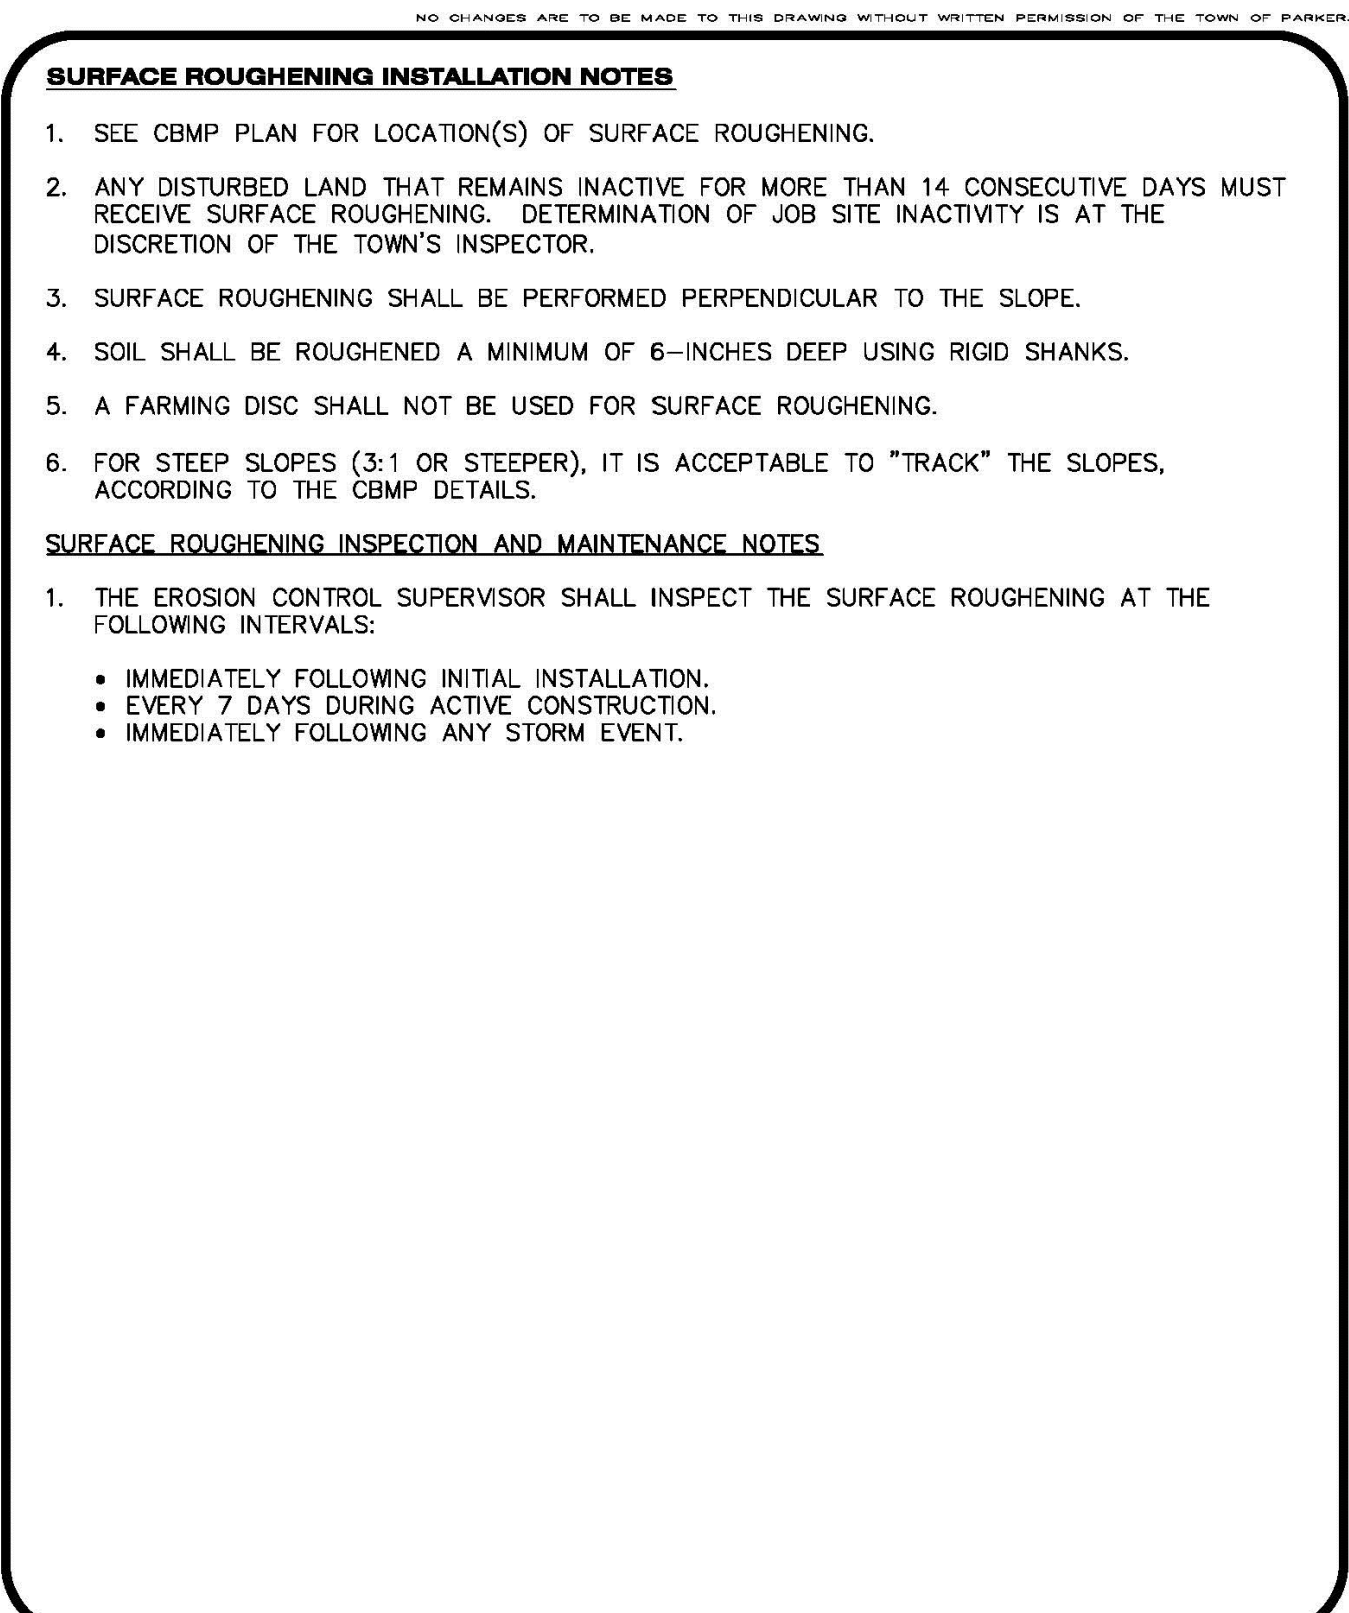 NO CHANGES ARE TO BE MADE TO THIS DRAWING WITHOUT WRITTEN PERMISSION OF THE TOWN OF PARKER.
SURFACE ROUGHENING INSTALLATION NOTES
1. SEE CBMP PLAN FOR LOCATION(S) OF SURFACE ROUGHENING.
2. ANY DISTURBED LAND THAT REMAINS INACTIVE FOR MORE THAN 14 CONSECUTIVE DAYS MUST
RECEIVE SURFACE ROUGHENING. DETERMINATION OF JOB SITE INACTIVITY IS AT THE
DISCRETION OF THE TOWN'S INSPECTOR.
3. SURFACE ROUGHENING SHALL BE PERFORMED PERPENDICULAR TO THE SLOPE.
4. SOIL SHALL BE ROUGHENED A MINIMUM OF 6-INCHES DEEP USING RIGID SHANKS.
5. A FARMING DISC SHALL NOT BE USED FOR SURFACE ROUGHENING.
6. FOR STEEP SLOPES (3:1 OR STEEPER), IT IS ACCEPTABLE TO "TRACK" THE SLOPES,
ACCORDING TO THE CBMP DETAILS.
SURFACE ROUGHENING INSPECTION AND MAINTENANCE NOTES
1. THE EROSION CONTROL SUPERVISOR SHALL INSPECT THE SURFACE ROUGHENING AT THE
FOLLOWING INTERVALS:
• IMMEDIATELY FOLLOWING INITIAL INSTALLATION.
• EVERY 7 DAYS DURING ACTIVE CONSTRUCTION.
• IMMEDIATELY FOLLOWING ANY STORM EVENT.